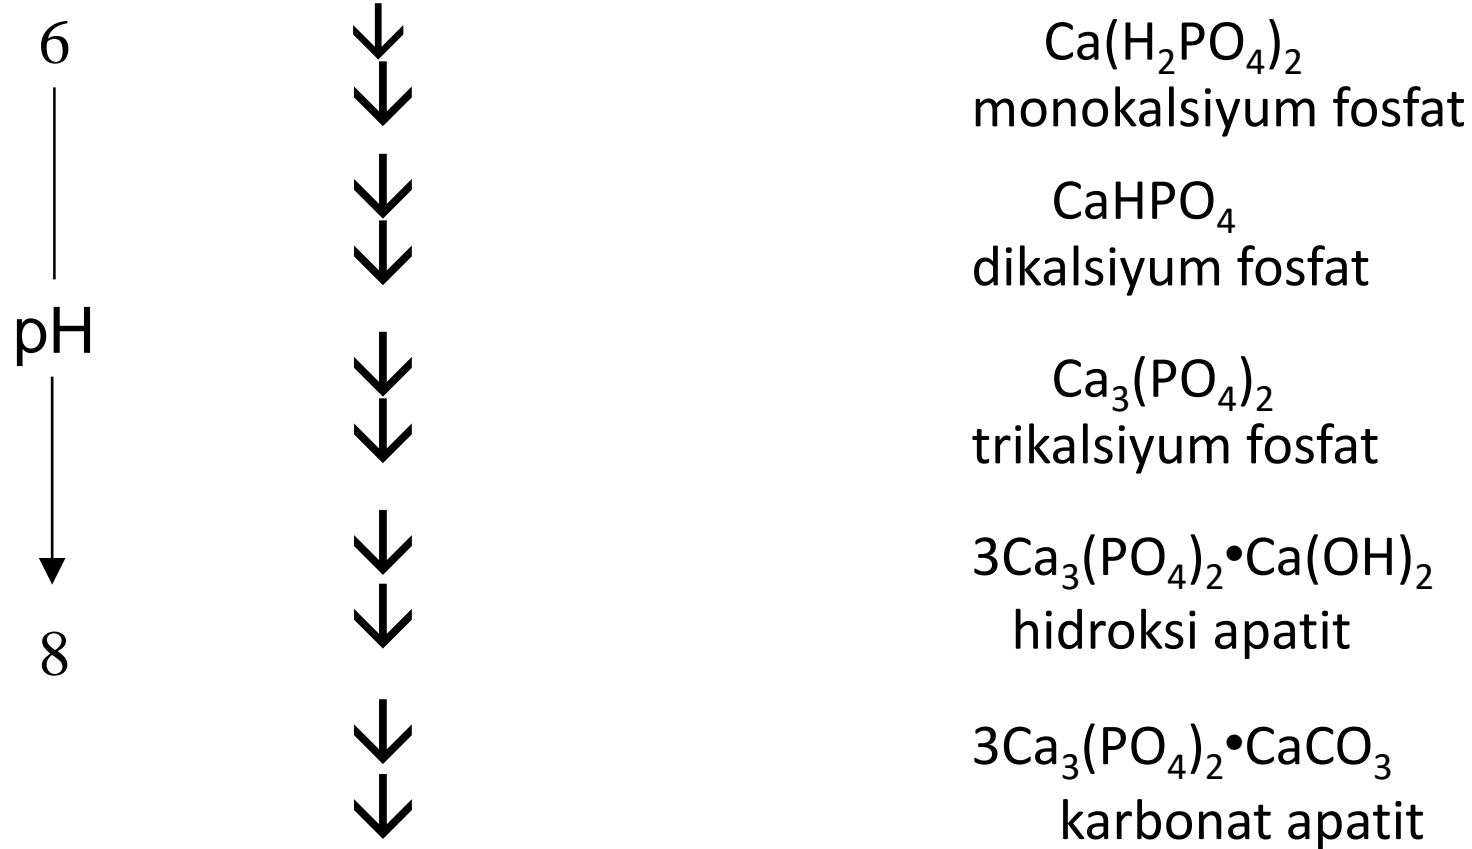 6
pH
8
Ca(H₂PO₄)₂
monokalsiyum fosfat
CaHPO₄
dikalsiyum fosfat
Ca₃(PO₄)₂
trikalsiyum fosfat
3Ca₃(PO₄)₂•Ca(OH)₂
hidroksi apatit
3Ca₃(PO₄)₂•CaCO₃
karbonat apatit